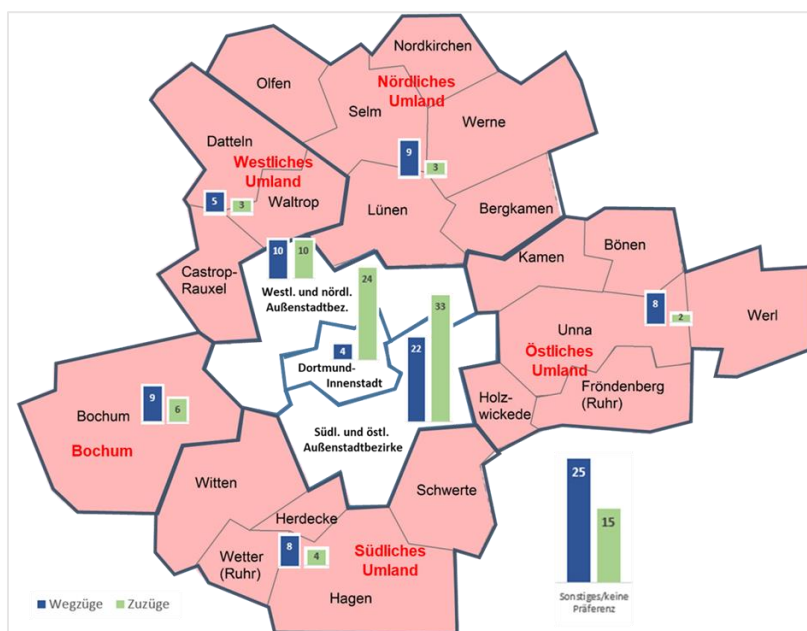 Nordkirchen
Olfen
Nördliches
Umland
Selm
Werne
Datteln
9
3
Westliches
Umland
5
3
Waltrop
Lünen
Bergkamen
Bönen
Kamen
10
10
24
Castrop-
Rauxel
Westl. und nördl.
Außenstadtbez.
33
8
2
Werl
Unna
22
4
Östliches
Umland
Dortmund-
Innenstadt
Fröndenberg
(Ruhr)
Holz-
wickede
9
6
Bochum
Bochum
Südl. und östl.
Außenstadtbezirke
25
Witten
Schwerte
15
Herdecke
8
4
Südliches
Umland
Wetter
(Ruhr)
Hagen
Sonstiges/keine
Präferenz
Wegzüge Zuzüge